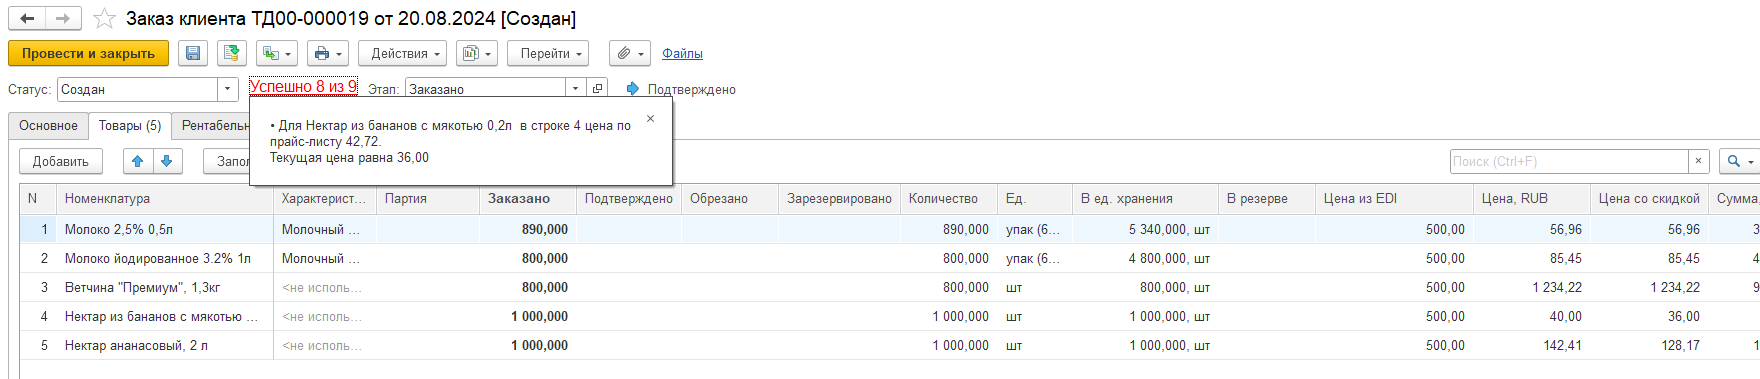 Заказ клиента ТД00-000019 от 20.08.2024 [Создан]
Провести и закрыть Действия Перейти Файлы
Статус: Создан Успешно 8 из 9 Этап: Заказано Подтверждено
Основное Товары (5) Рентабельн
• Для Нектар из бананов с мякотью 0,2л в строке 4 цена по
прайс-листу 42,72.
Текущая цена равна 36,00
Добавить Запол Поиск (Ctrl+F)
N Номенклатура Характерист... Партия Заказано Подтверждено Обрезано Зарезервировано Количество Ед. В ед. хранения В резерве Цена из EDI Цена, RUB Цена со скидкой Сумма,
1 Молоко 2,5% 0,5л Молочный ... 890,000 890,000 упак (6... 5 340,000, шт 500,00 56,96 56,96 3
2 Молоко йодированное 3.2% 1л Молочный ... 800,000 800,000 упак (6... 4 800,000, шт 500,00 85,45 85,45 4
3 Ветчина "Премиум", 1,3кг <не исполь... 800,000 800,000 шт 800,000, шт 500,00 1 234,22 1 234,22 9
4 Нектар из бананов с мякотью ... <не исполь... 1 000,000 1 000,000 шт 1 000,000, шт 500,00 40,00 36,00
5 Нектар ананасовый, 2 л <не исполь... 1 000,000 1 000,000 шт 1 000,000, шт 500,00 142,41 128,17 1